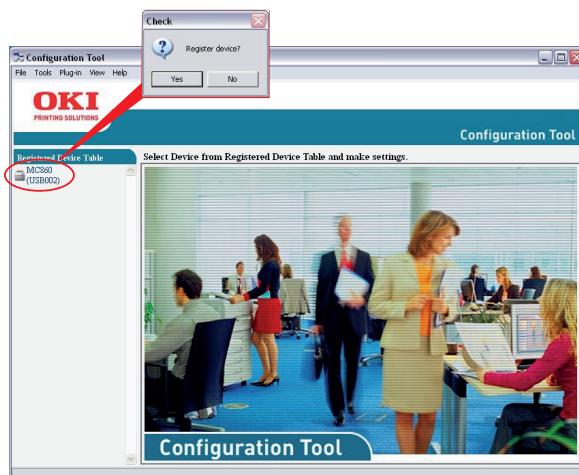 Check
Register device?
Yes
No
Configuration Tool
File Tools Plug-in View Help
OKI
PRINTING SOLUTIONS
Configuration Tool
Registered Device Table
Select Device from Registered Device Table and make settings.
MC860
(USB002)
Configuration Tool